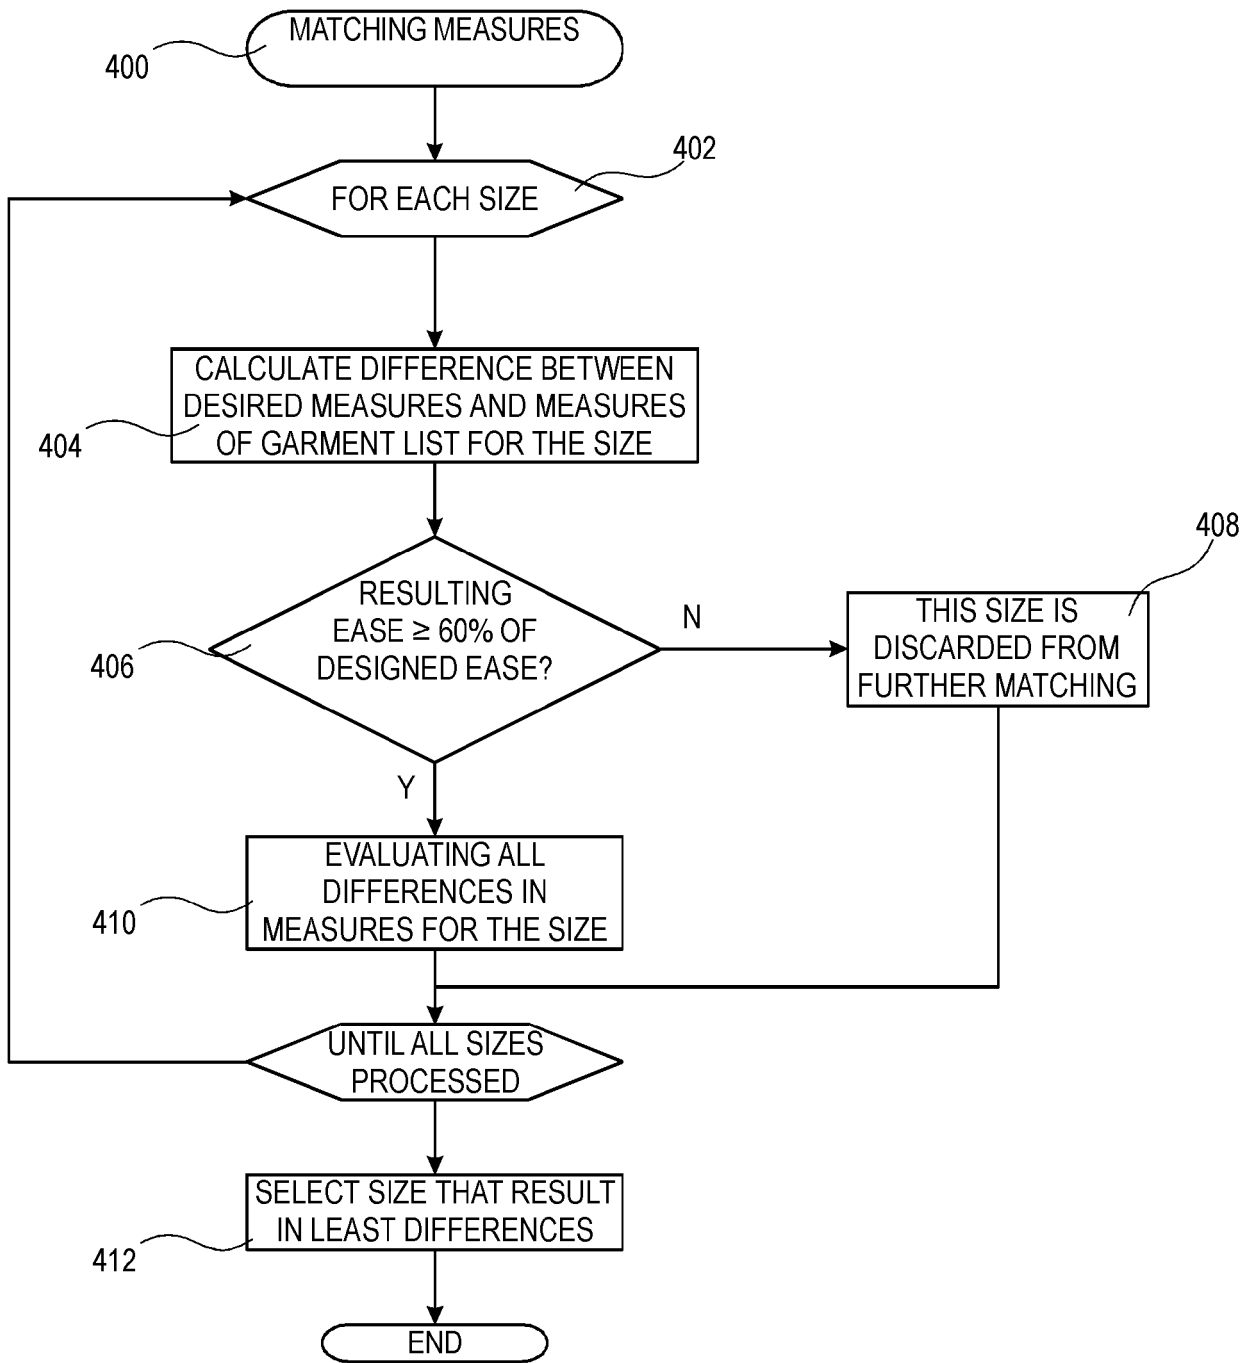 MATCHING MEASURES
400
402
FOR EACH SIZE
CALCULATE DIFFERENCE BETWEEN
DESIRED MEASURES AND MEASURES
OF GARMENT LIST FOR THE SIZE
404
408
RESULTING
EASE ≥ 60% OF
DESIGNED EASE?
406
N
THIS SIZE IS
DISCARDED FROM
FURTHER MATCHING
Y
EVALUATING ALL
DIFFERENCES IN
MEASURES FOR THE SIZE
410
UNTIL ALL SIZES
PROCESSED
SELECT SIZE THAT RESULT
IN LEAST DIFFERENCES
412
END